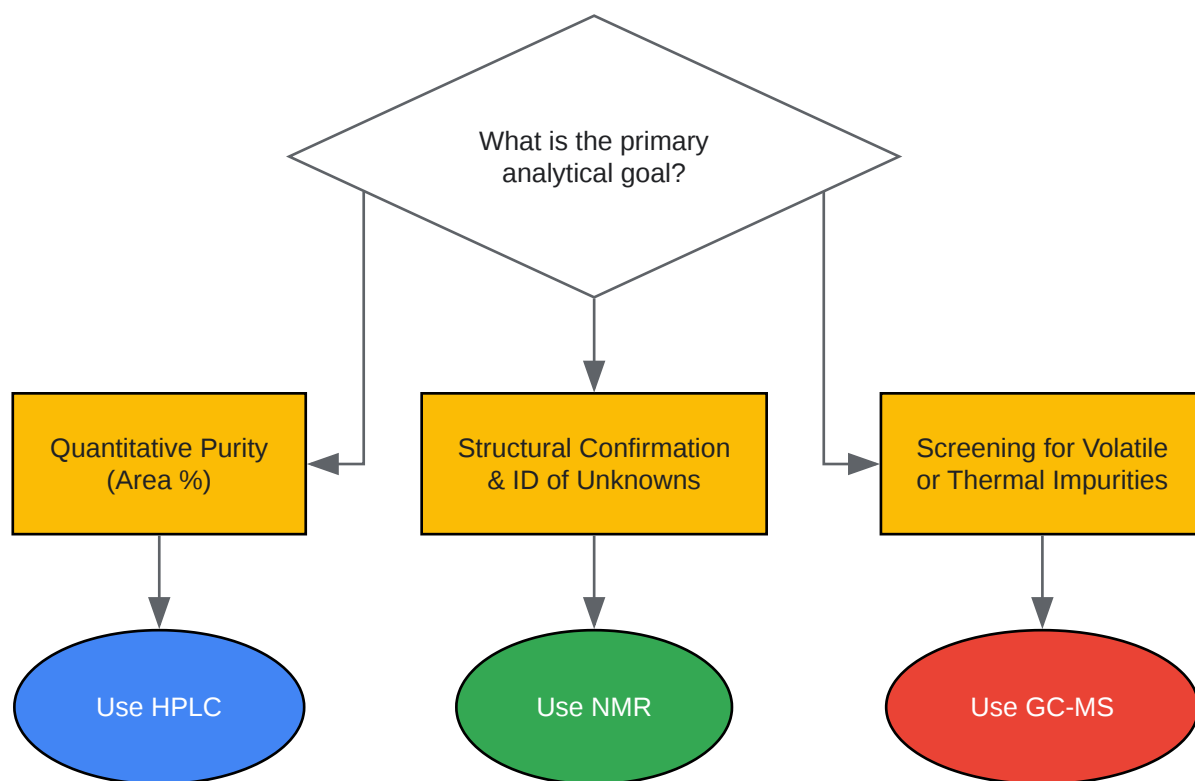 What is the primary
analytical goal?
Quantitative Purity
(Area %)
Structural Confirmation
& ID of Unknowns
Screening for Volatile
or Thermal Impurities
Use HPLC
Use NMR
Use GC-MS